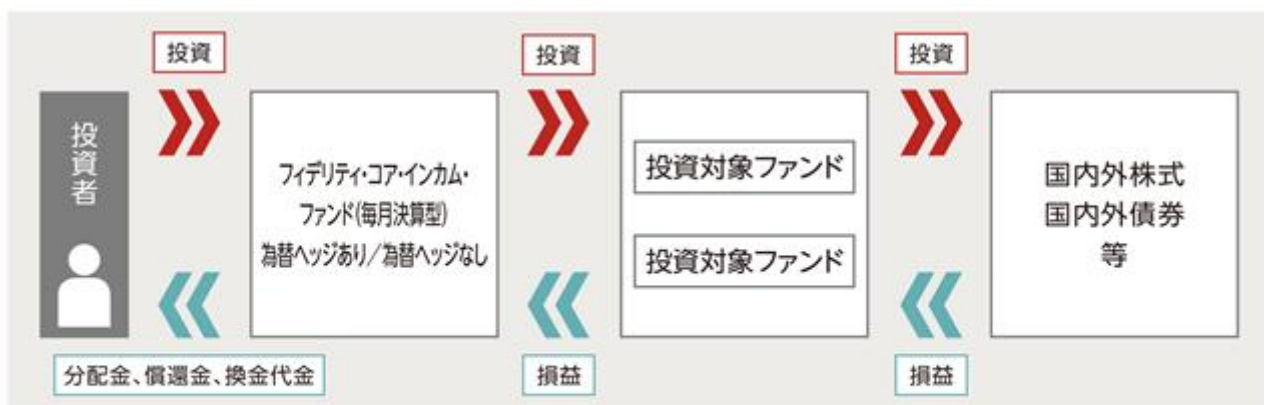 投資
投資
投資
投資者
フィデリティ・コア・インカム・
ファンド(毎月決算型)
為替ヘッジあり/為替ヘッジなし
投資対象ファンド
投資対象ファンド
国内外株式
国内外債券
等
分配金、償還金、換金代金
損益
損益